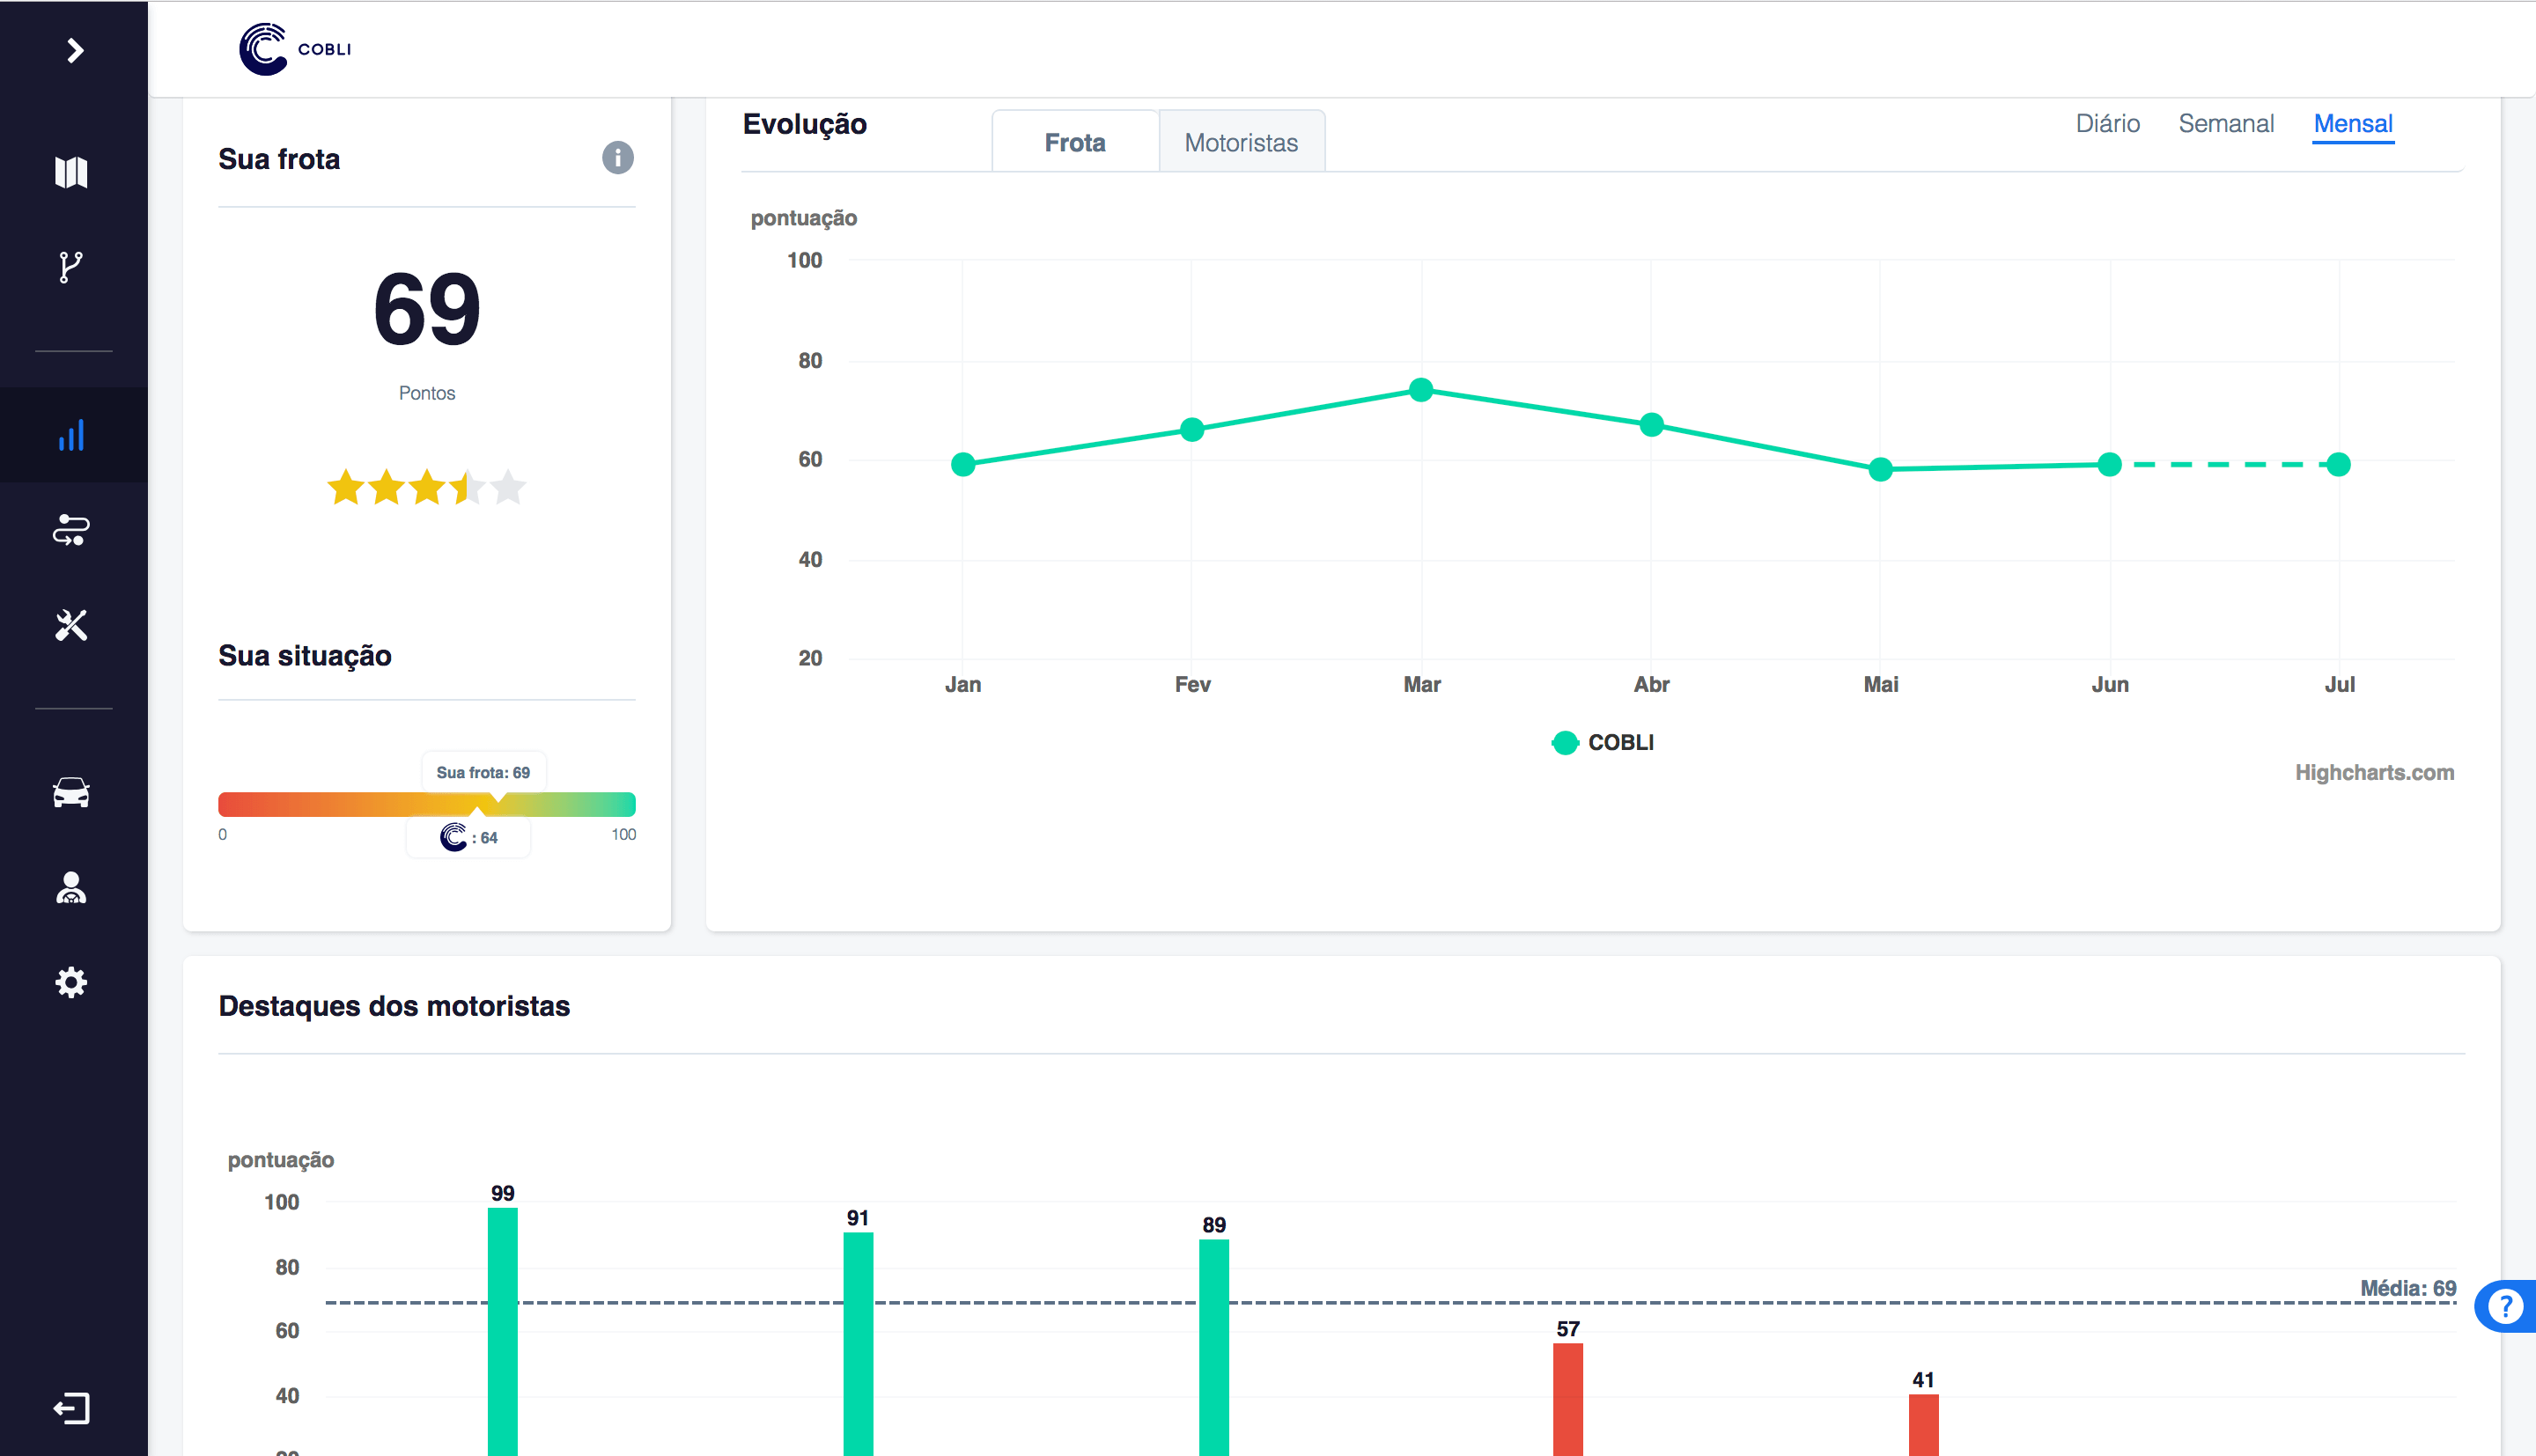 COBLI
Sua frota
69
Pontos
Sua situação
Sua frota: 69
: 64
0 100
Evolução Frota Motoristas Diário Semanal Mensal
pontuação
100
80
60
40
20
Jan Fev Mar Abr Mai Jun Jul
COBLI
Highcharts.com
Destaques dos motoristas
pontuação
100
80
60
40
99
91
89
57
41
Média: 69
?